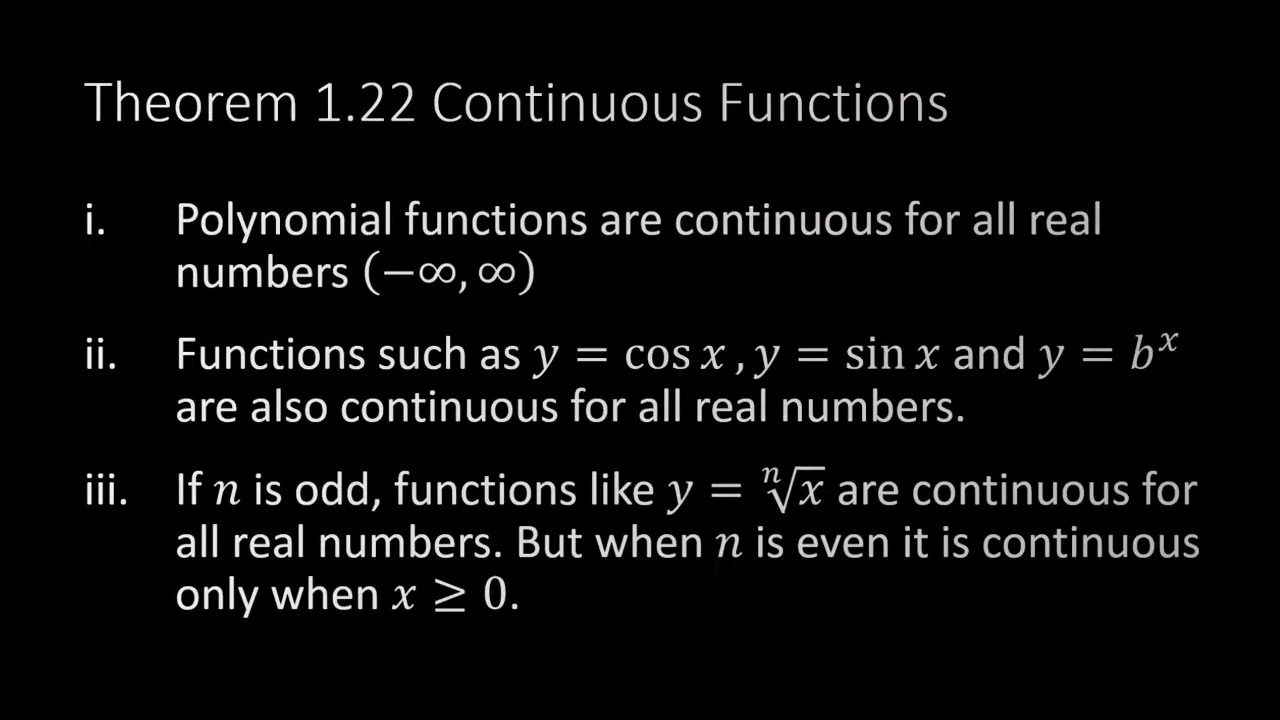 Theorem 1.22 Continuous Functions
i. Polynomial functions are continuous for all real
numbers (−∞, ∞)
ii. Functions such as y = cos x , y = sin x and y = bˣ
are also continuous for all real numbers.
iii. If n is odd, functions like y = ⁿ√x are continuous for
all real numbers. But when n is even it is continuous
only when x ≥ 0.